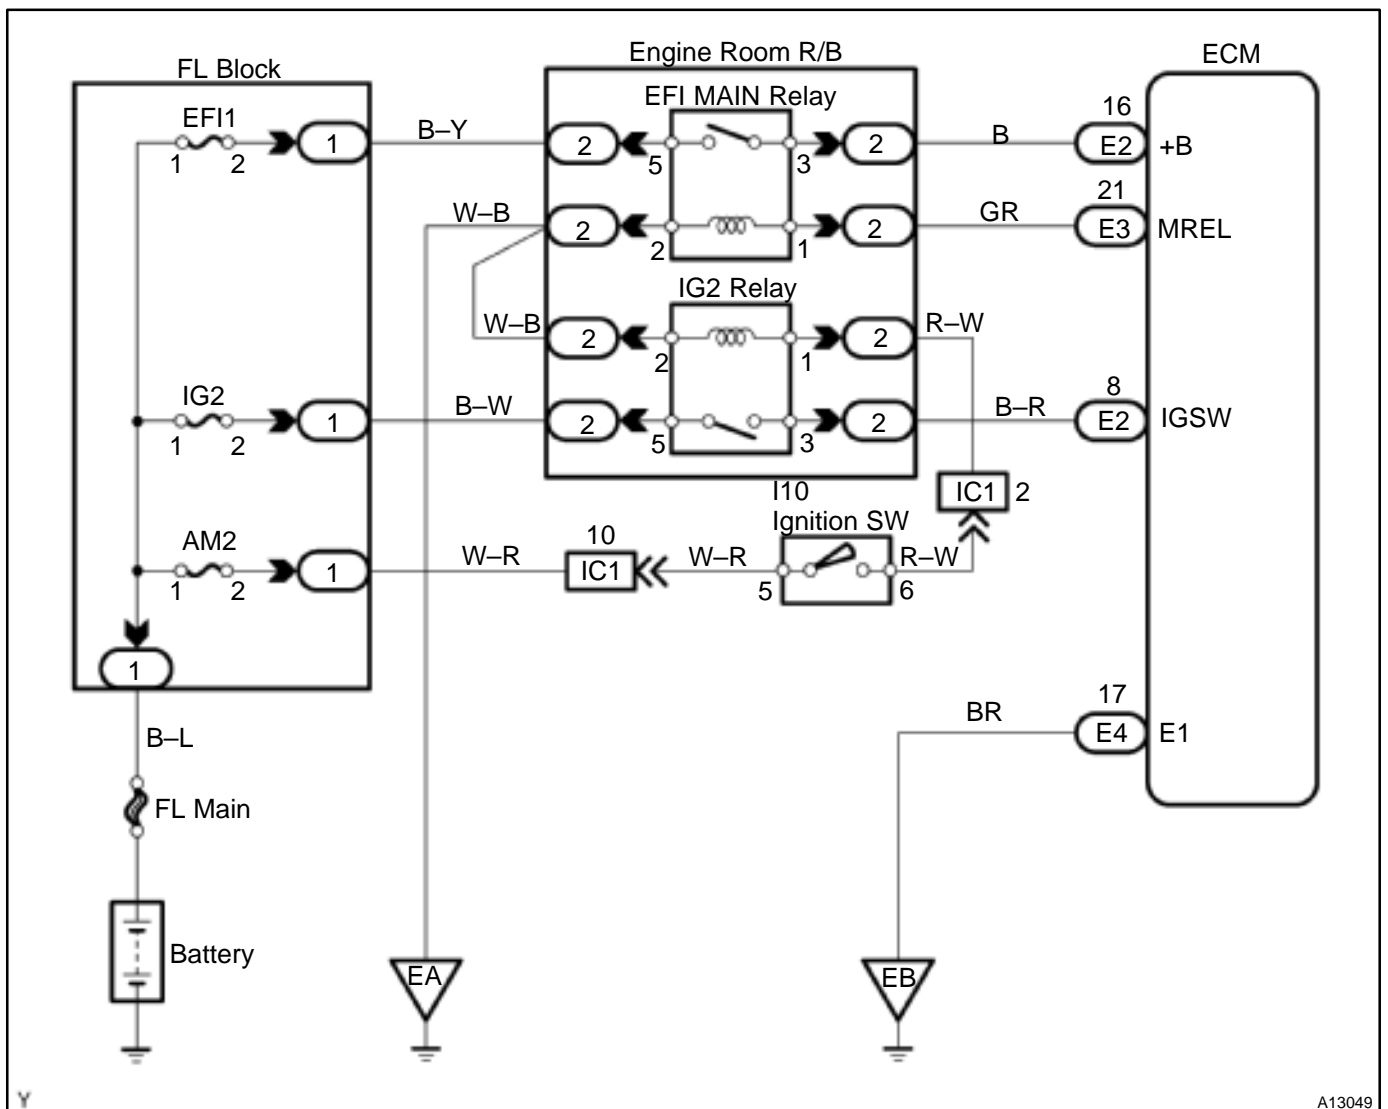 FL Block
Engine Room R/B
ECM
EFI MAIN Relay
EFI1
1 2
1
B–Y
2
5
3
2
B
16
E2
+B
W–B
2
2
1
2
GR
21
E3
MREL
IG2 Relay
W–B
2
2
1
2
R–W
IG2
1 2
1
B–W
2
5
3
2
B–R
8
E2
IGSW
I10
Ignition SW
IC1
2
AM2
1 2
1
W–R
10
IC1
W–R
5
6
R–W
1
B–L
BR
17
E4
E1
FL Main
Battery
EA
EB
Y
A13049